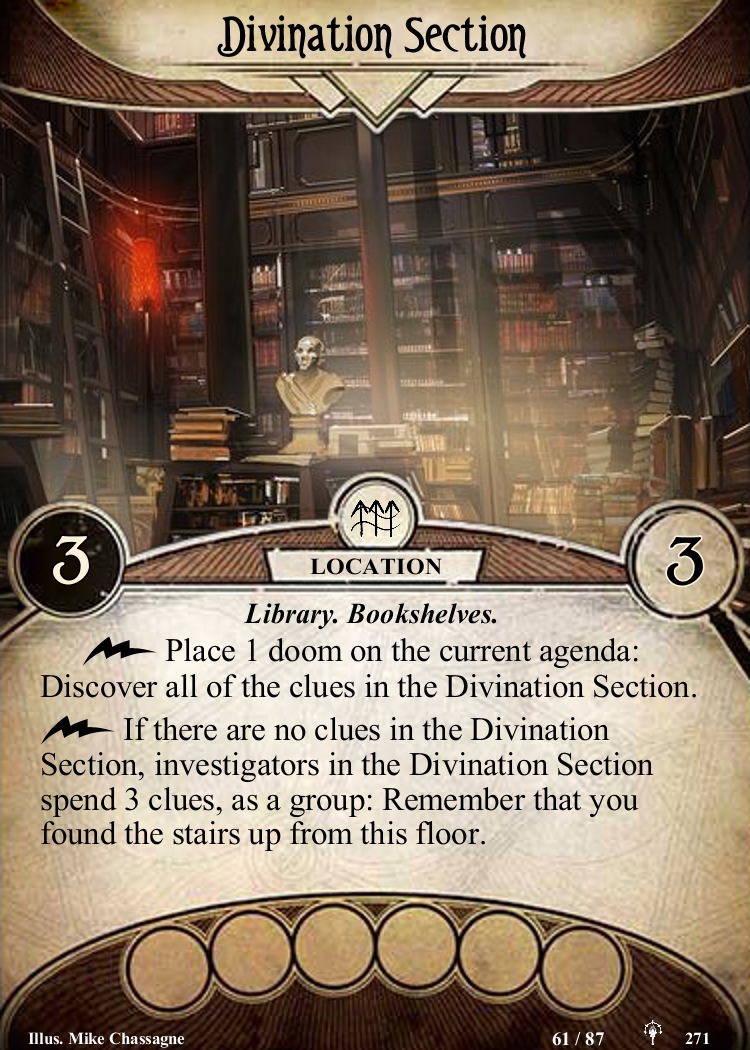 Divination Section
3
3
LOCATION
Library. Bookshelves.
Place 1 doom on the current agenda:
Discover all of the clues in the Divination Section.
If there are no clues in the Divination
Section, investigators in the Divination Section
spend 3 clues, as a group: Remember that you
found the stairs up from this floor.
Illus. Mike Chassagne
61 / 87
271